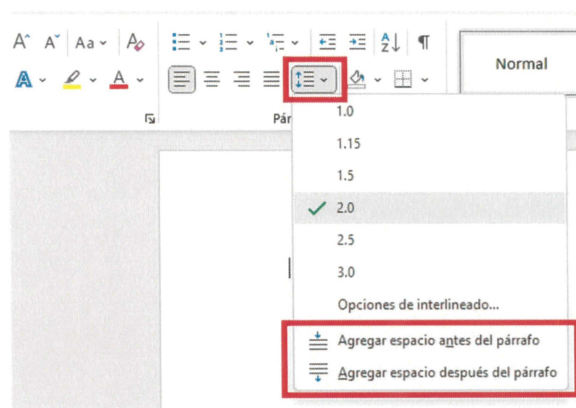 Aa
A
Normal
Pár
1.0
1.15
1.5
2.0
2.5
3.0
Opciones de interlineado...
Agregar espacio antes del párrafo
Agregar espacio después del párrafo